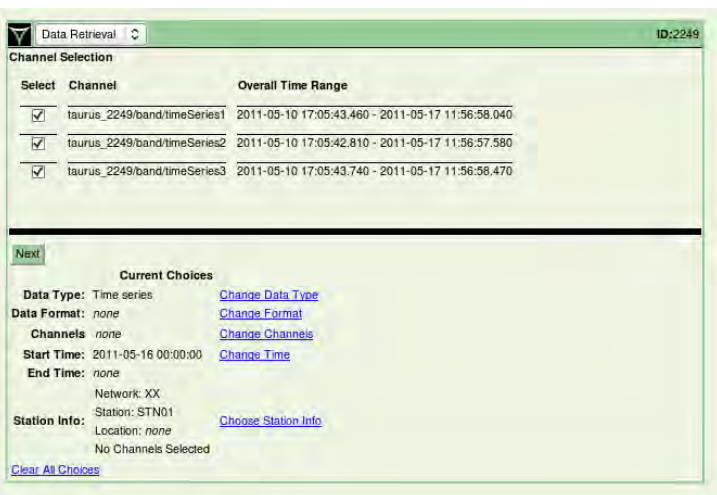 Data Retrieval ID:2249
Channel Selection
Select Channel Overall Time Range
taurus_2249/band/timeSeries1 2011-05-10 17:05:43.460 - 2011-05-17 11:56:58.040
taurus_2249/band/timeSeries2 2011-05-10 17:05:42.810 - 2011-05-17 11:56:57.580
taurus_2249/band/timeSeries3 2011-05-10 17:05:43.740 - 2011-05-17 11:56:58.470
Next
Current Choices
Data Type: Time series Change Data Type
Data Format: none Change Format
Channels none Change Channels
Start Time: 2011-05-16 00:00:00 Change Time
End Time: none
Network: XX
Station: STN01
Station Info: Choose Station Info
Location: none
No Channels Selected
Clear All Choices